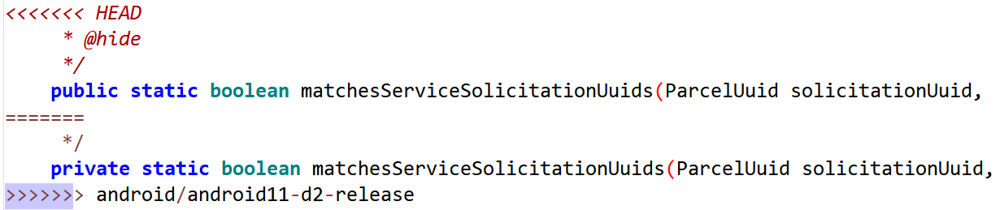 <<<<<<< HEAD
     * @hide
     */
    public static boolean matchesServiceSolicitationUuids(ParcelUuid solicitationUuid,
=======
     */
    private static boolean matchesServiceSolicitationUuids(ParcelUuid solicitationUuid,
>>>>>>> android/android11-d2-release